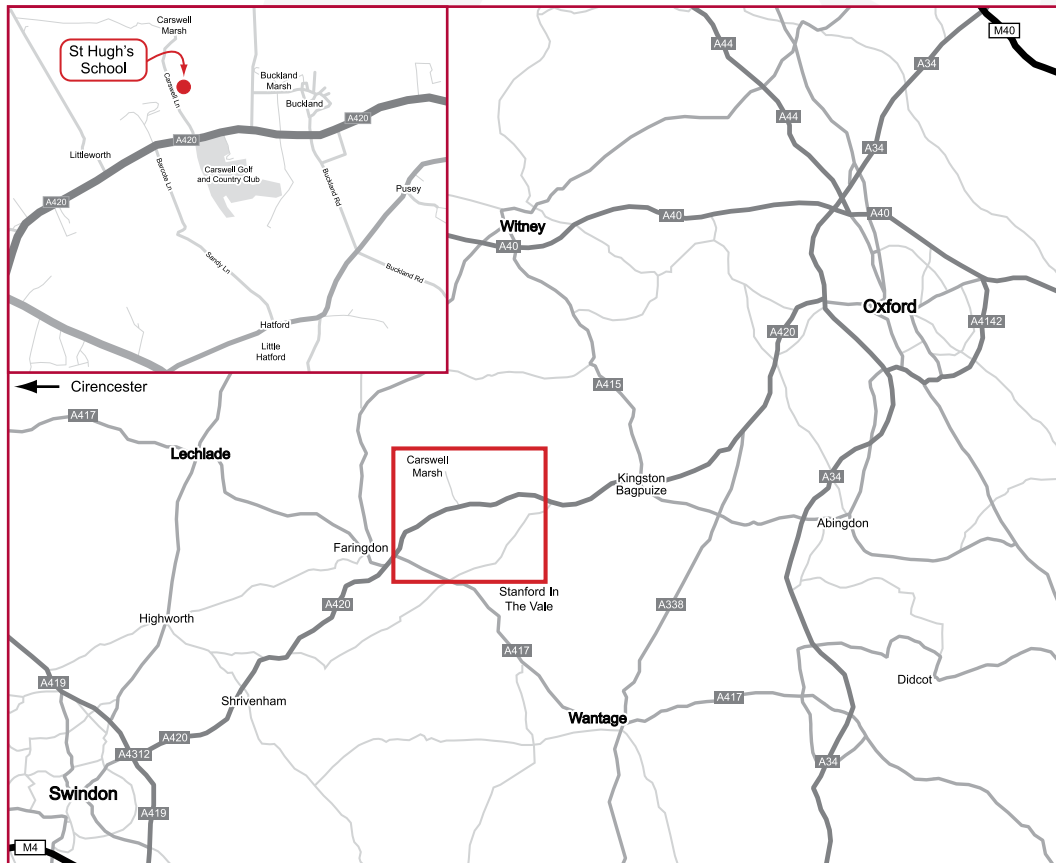 Carswell
Marsh
St Hugh's
School
Carswell Ln
Buckland
Marsh
Buckland
A420
A420
Littleworth
Barcote Ln
Carswell Golf
and Country Club
Buckland Rd
Pusey
A420
Sandy Ln
Buckland Rd
Hatford
Little
Hatford
M40
A44
A34
A44
A34
Witney
A40
A40
A40
Oxford
A420
A4142
Cirencester
A417
A415
Lechlade
Carswell
Marsh
Kingston
Bagpuize
A34
Abingdon
Faringdon
Stanford In
The Vale
A420
A338
Highworth
A417
Didcot
A419
Shrivenham
A417
Wantage
A420
A4312
A34
Swindon
A419
M4